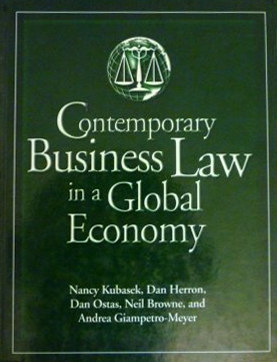 Contemporary
Business Law
in a Global
Economy
Nancy Kubasek, Dan Herron,
Dan Ostas, Neil Browne, and
Andrea Giampetro-Meyer